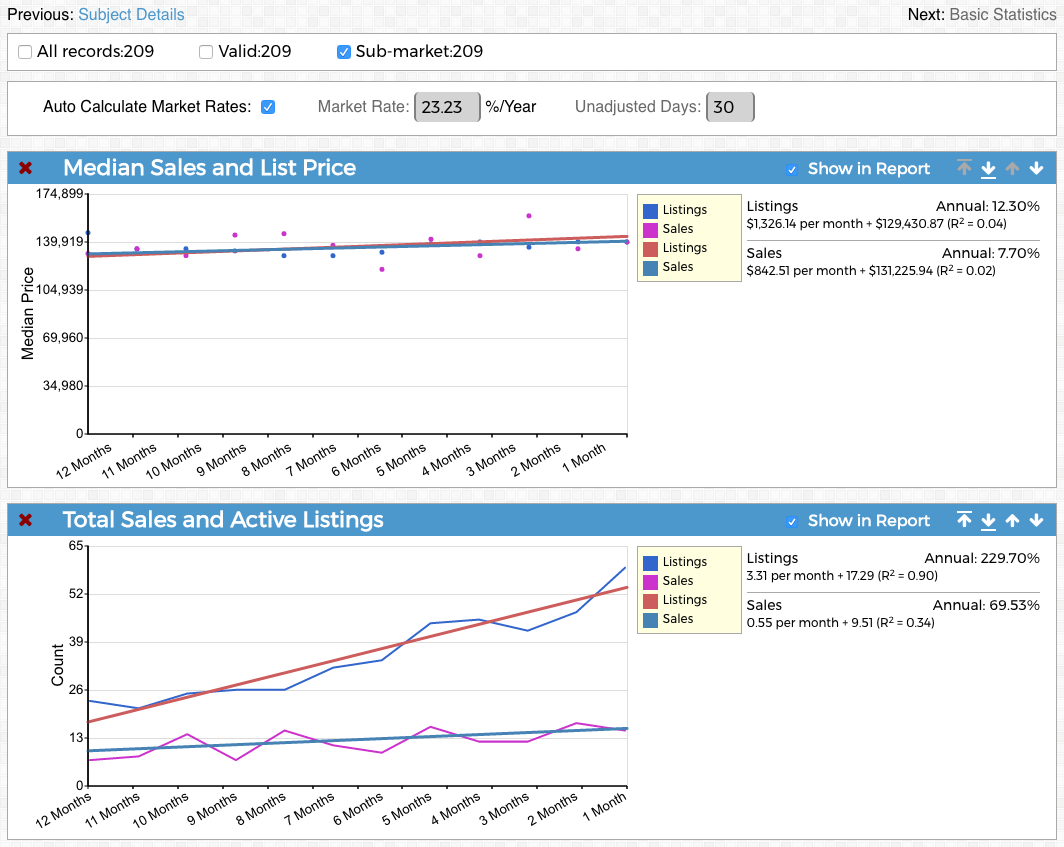 Previous: Subject Details
Next: Basic Statistics
All records:209 Valid:209 Sub-market:209
Auto Calculate Market Rates: Market Rate: 23.23 %/Year Unadjusted Days: 30
Median Sales and List Price
Show in Report
174,899
139,919
104,939
69,960
34,980
0
Median Price
12 Months 11 Months 10 Months 9 Months 8 Months 7 Months 6 Months 5 Months 4 Months 3 Months 2 Months 1 Month
Listings
Sales
Listings
Sales
Listings Annual: 12.30%
$1,326.14 per month + $129,430.87 (R² = 0.04)
Sales Annual: 7.70%
$842.51 per month + $131,225.94 (R² = 0.02)
Total Sales and Active Listings
Show in Report
65
52
39
26
13
0
Count
12 Months 11 Months 10 Months 9 Months 8 Months 7 Months 6 Months 5 Months 4 Months 3 Months 2 Months 1 Month
Listings
Sales
Listings
Sales
Listings Annual: 229.70%
3.31 per month + 17.29 (R² = 0.90)
Sales Annual: 69.53%
0.55 per month + 9.51 (R² = 0.34)